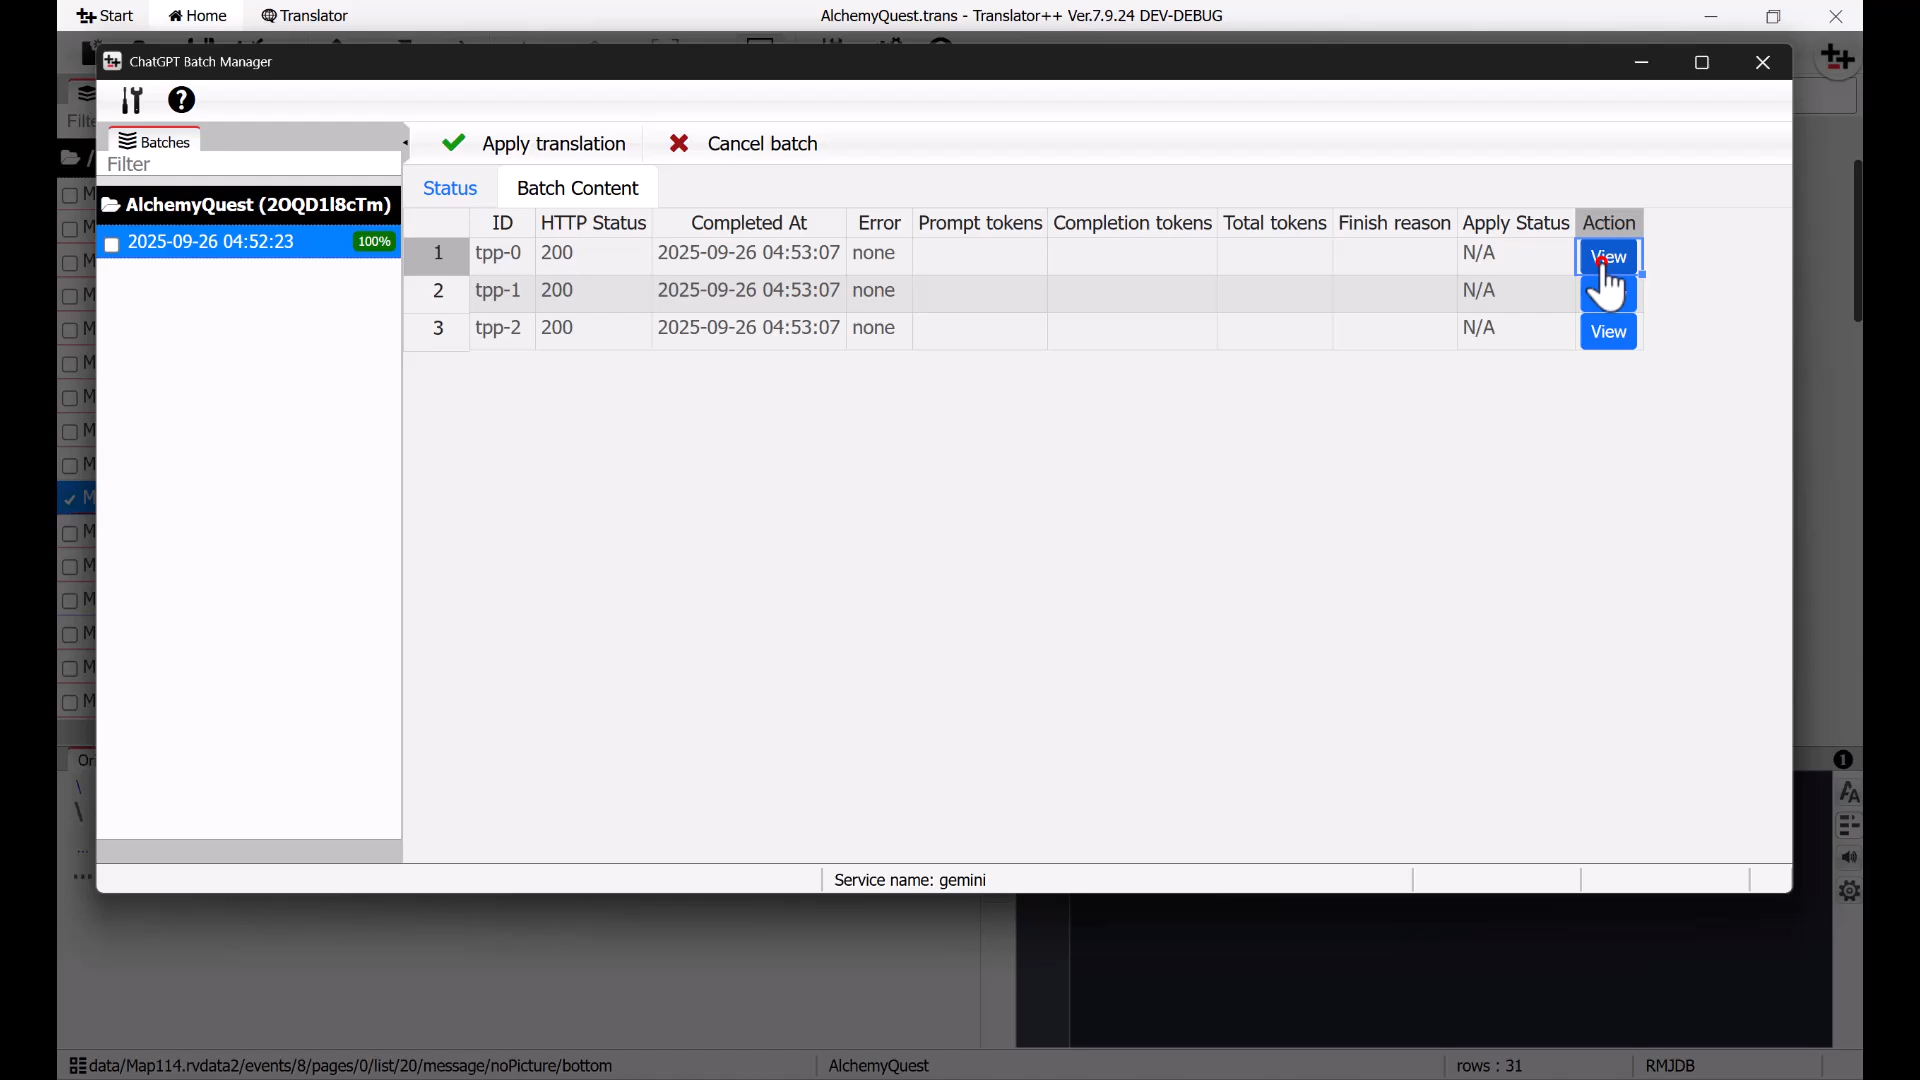 Start Home Translator AlchemyQuest.trans - Translator++ Ver.7.9.24 DEV-DEBUG
ChatGPT Batch Manager
Batches
Filter
AlchemyQuest (2OQD1l8cTm)
2025-09-26 04:52:23 100%
Apply translation Cancel batch
Status Batch Content
ID HTTP Status Completed At Error Prompt tokens Completion tokens Total tokens Finish reason Apply Status Action
1 tpp-0 200 2025-09-26 04:53:07 none N/A View
2 tpp-1 200 2025-09-26 04:53:07 none N/A
3 tpp-2 200 2025-09-26 04:53:07 none N/A View
Service name: gemini
data/Map114.rvdata2/events/8/pages/0/list/20/message/noPicture/bottom AlchemyQuest rows : 31 RMJDB